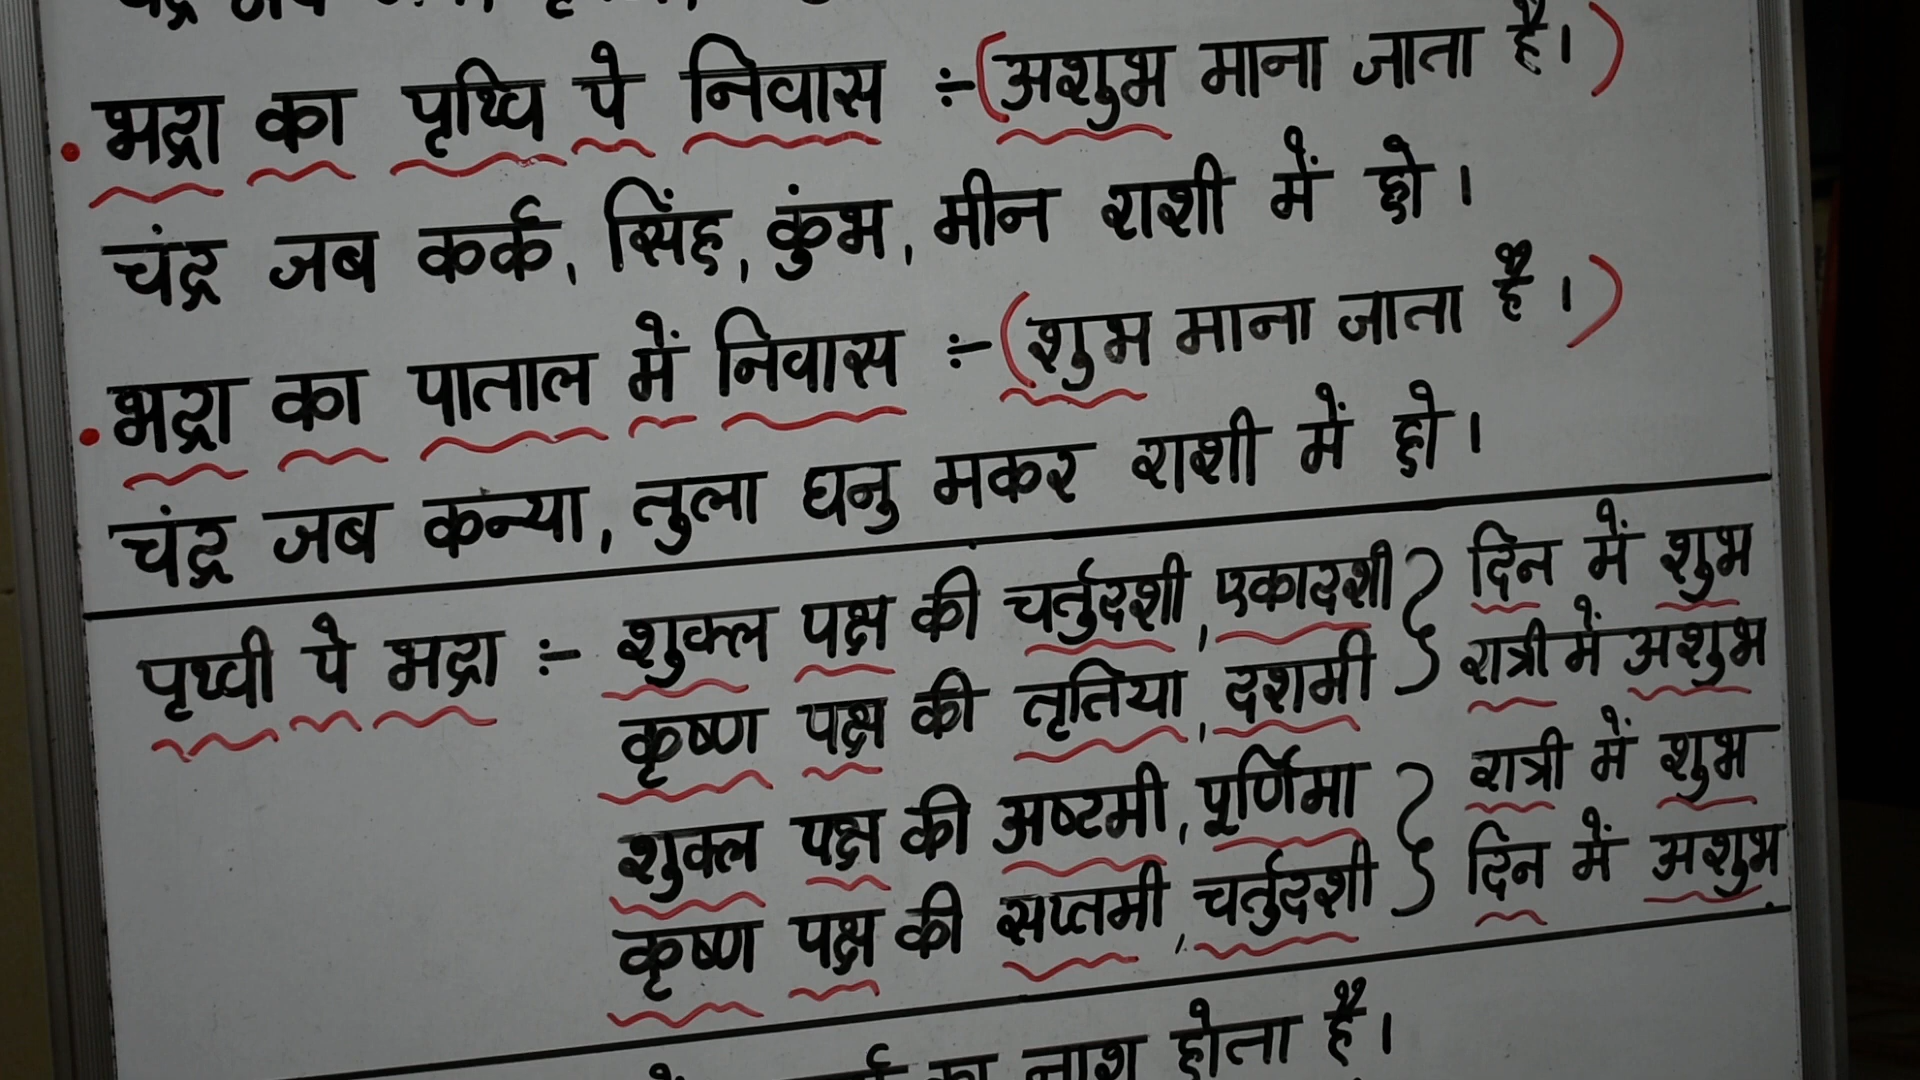 भद्रा का पृथ्वि पे निवास :- (अशुभ माना जाता है।)
चंद्र जब कर्क, सिंह, कुंभ, मीन राशी में हो।
भद्रा का पाताल में निवास :- (शुभ माना जाता है।)
चंद्र जब कन्या, तुला धनु मकर राशी में हो।
पृथ्वी पे भद्रा :- शुक्ल पक्ष की चर्तुदशी, एकादशी दिन में शुभ
कृष्ण पक्ष की तृतिया, दशमी रात्री में अशुभ
शुक्ल पक्ष की अष्टमी, पूर्णिमा रात्री में शुभ
कृष्ण पक्ष की सप्तमी, चर्तुदशी दिन में अशुभ
का नाश होता है।